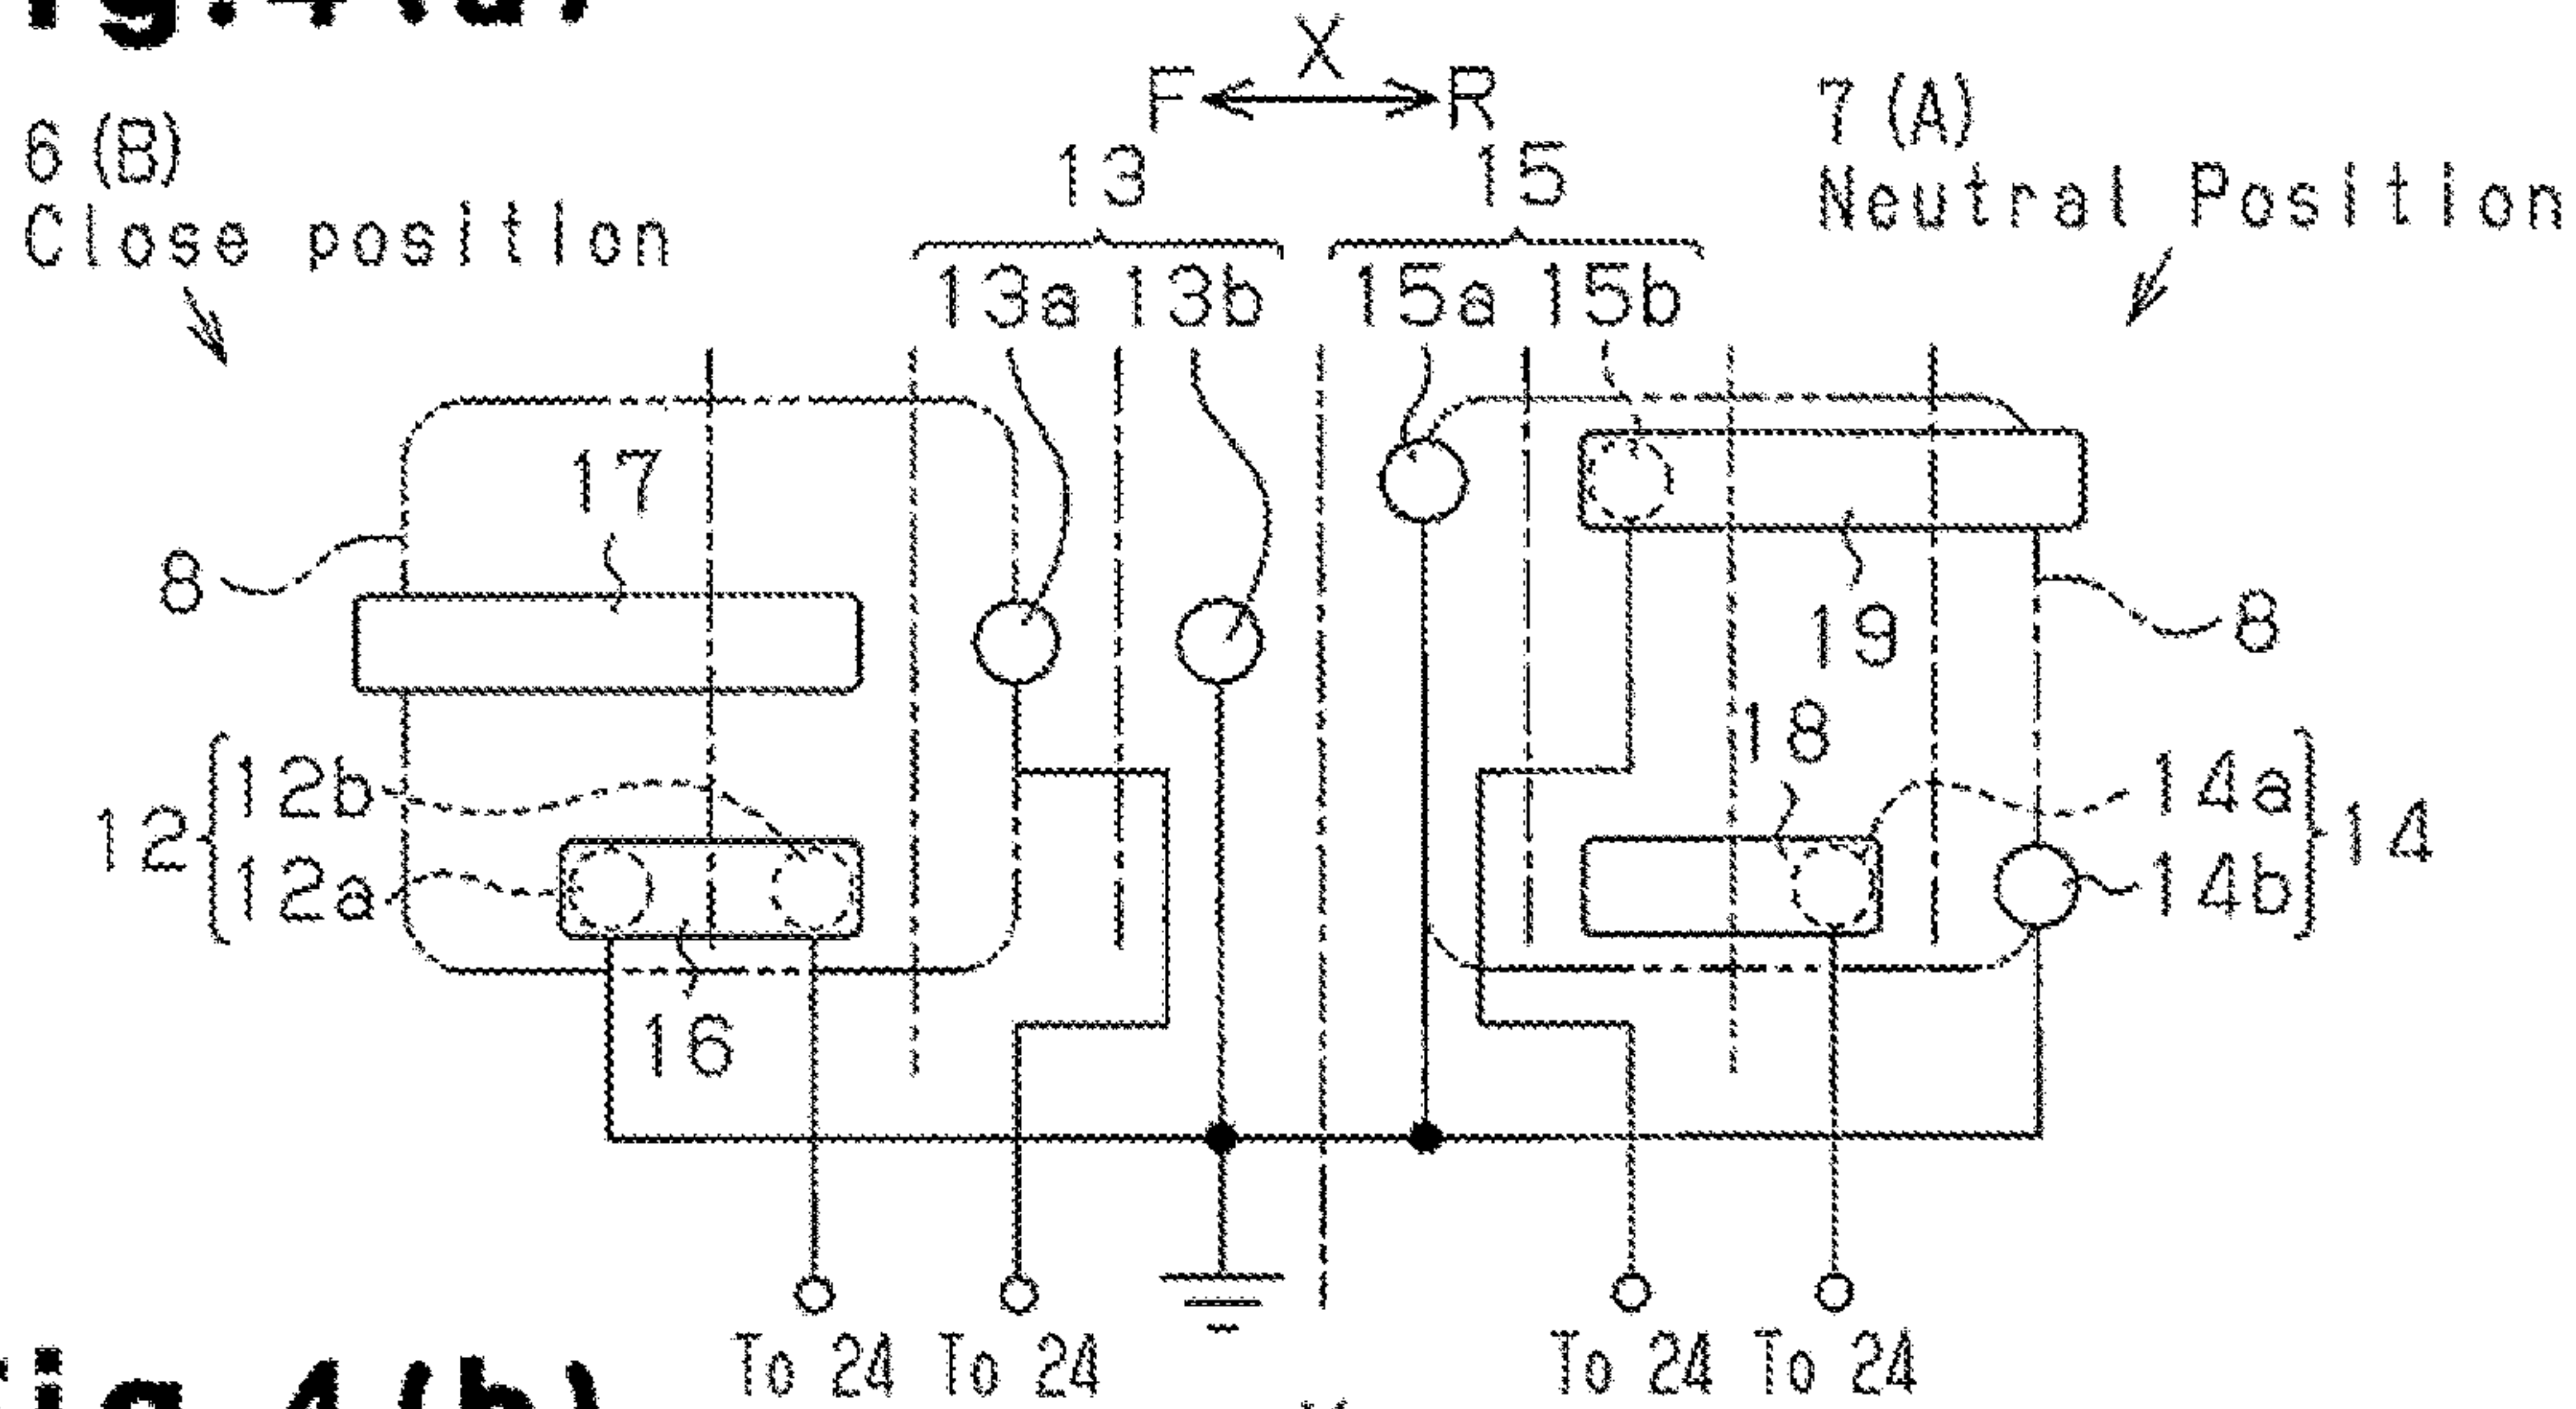 X
F R
6 (B)
Close position
7 (A)
Neutral Position
13 15
13a 13b 15a 15b
17
8
19
8
18
12 12b
12a
14a 14
14b
16
To 24 To 24 To 24 To 24